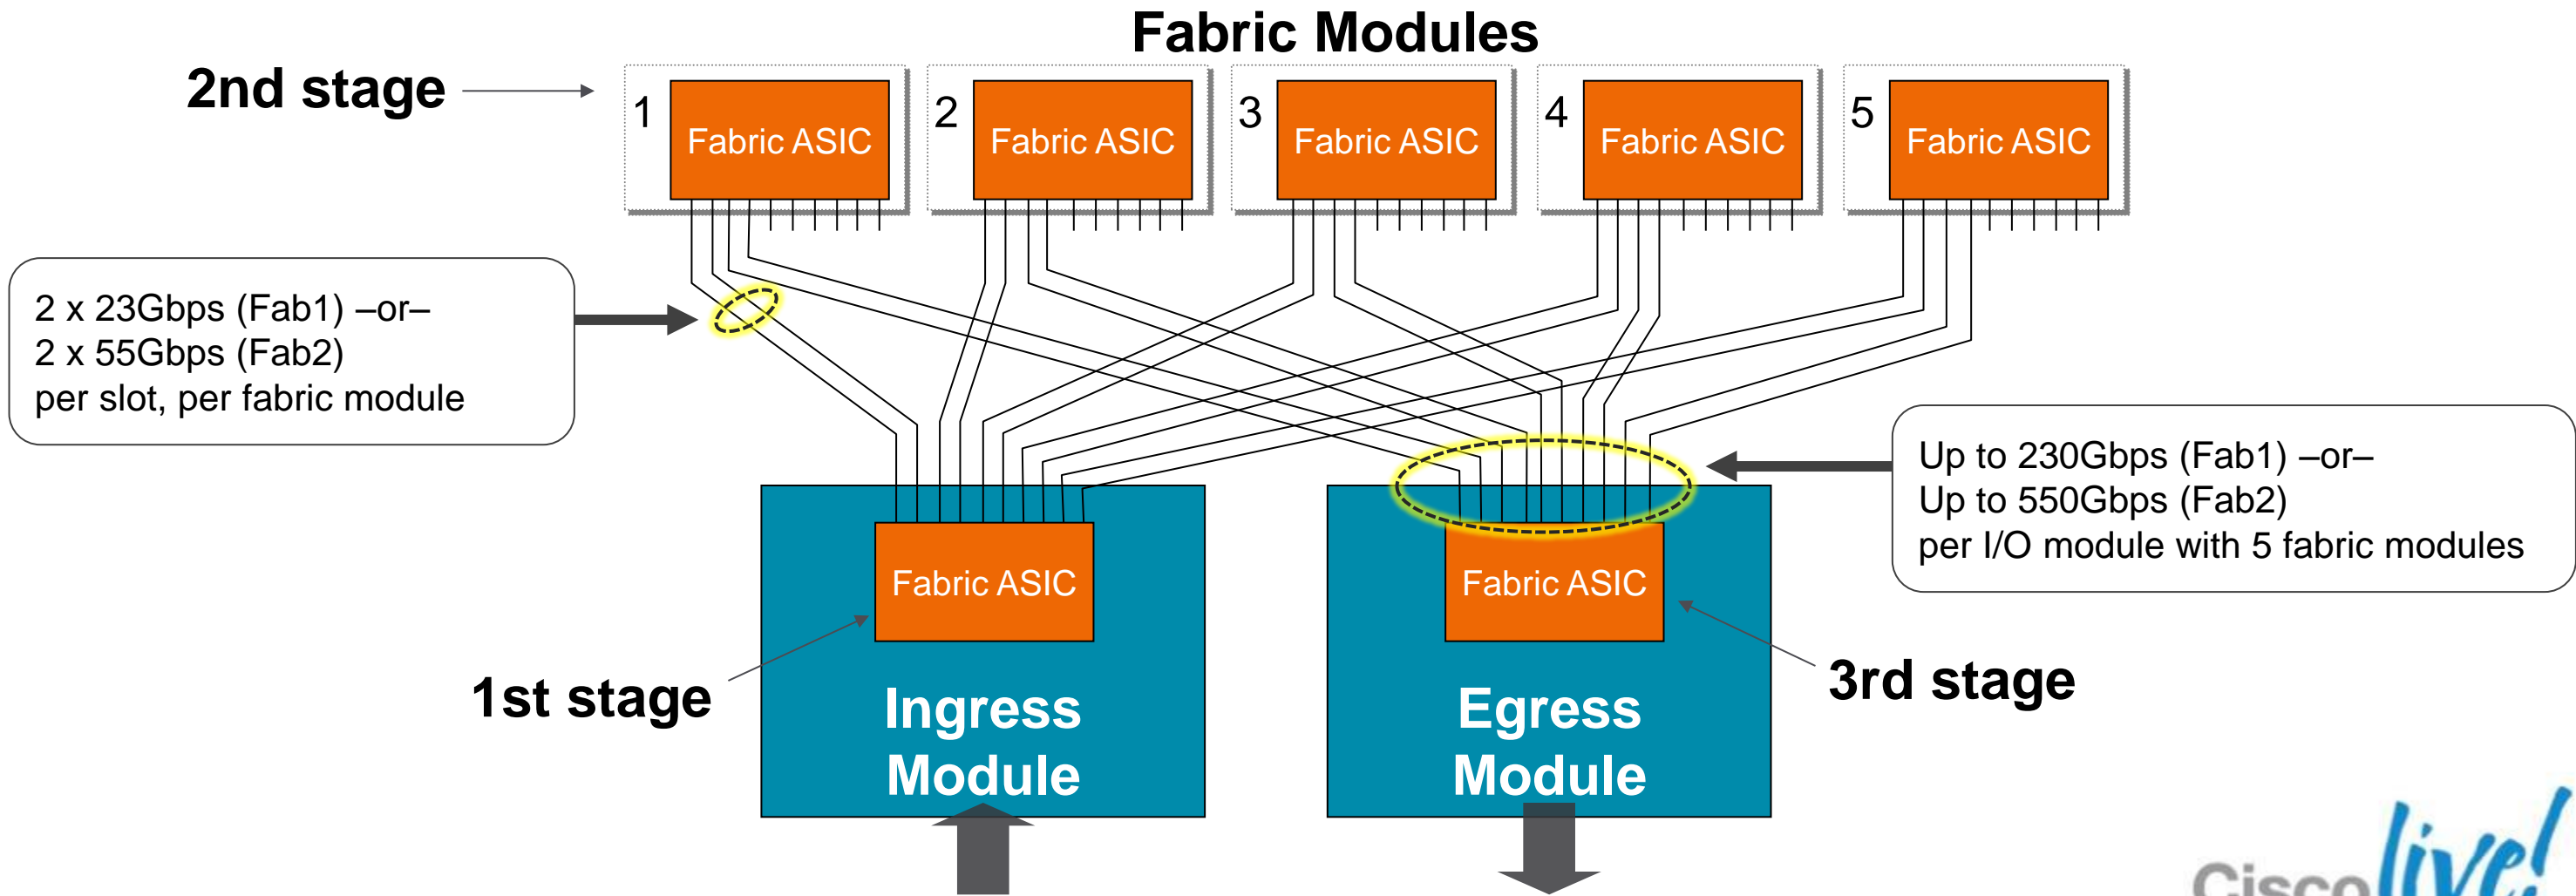 Fabric Modules
2nd stage
1
Fabric ASIC
2
Fabric ASIC
3
Fabric ASIC
4
Fabric ASIC
5
Fabric ASIC
2 x 23Gbps (Fab1) –or–
2 x 55Gbps (Fab2)
per slot, per fabric module
Up to 230Gbps (Fab1) –or–
Up to 550Gbps (Fab2)
per I/O module with 5 fabric modules
Fabric ASIC
Fabric ASIC
1st stage
3rd stage
Ingress
Module
Egress
Module
Cisco live!